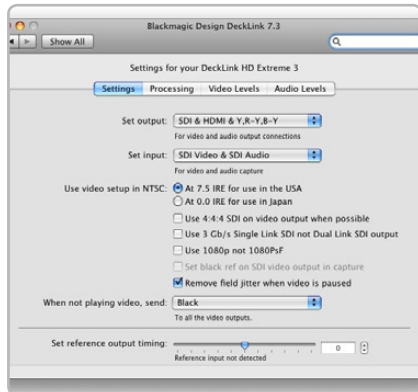 Blackmagic Design DeckLink 7.3
Show All
Settings for your DeckLink HD Extreme 3
Settings Processing Video Levels Audio Levels
Set output: SDI & HDMI & Y,R-Y,B-Y
For video and audio output connections
Set input: SDI Video & SDI Audio
For video and audio capture
Use video setup in NTSC: At 7.5 IRE for use in the USA
At 0.0 IRE for use in Japan
Use 4:4:4 SDI on video output when possible
Use 3 Gb/s Single Link SDI not Dual Link SDI output
Use 1080p not 1080PsF
Set black ref on SDI video output in capture
Remove field jitter when video is paused
When not playing video, send: Black
To all the video outputs.
Set reference output timing: 0
Reference input not detected